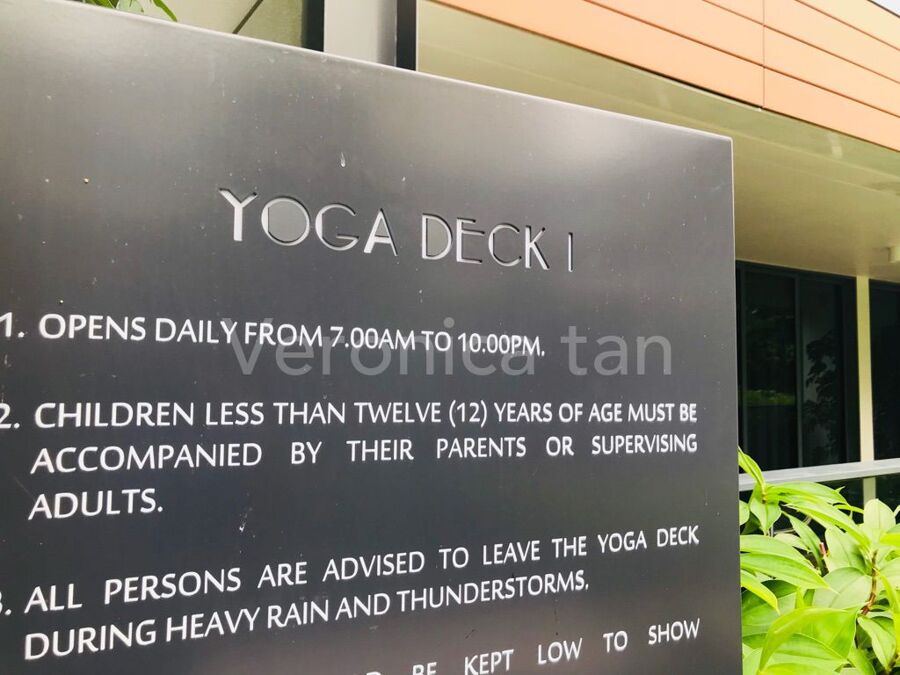 YOGA DECK 1
1. OPENS DAILY FROM 7.00AM TO 10.00PM.
Veronica tan
2. CHILDREN LESS THAN TWELVE (12) YEARS OF AGE MUST BE
ACCOMPANIED BY THEIR PARENTS OR SUPERVISING
ADULTS.
3. ALL PERSONS ARE ADVISED TO LEAVE THE YOGA DECK
DURING HEAVY RAIN AND THUNDERSTORMS.
BE KEPT LOW TO SHOW